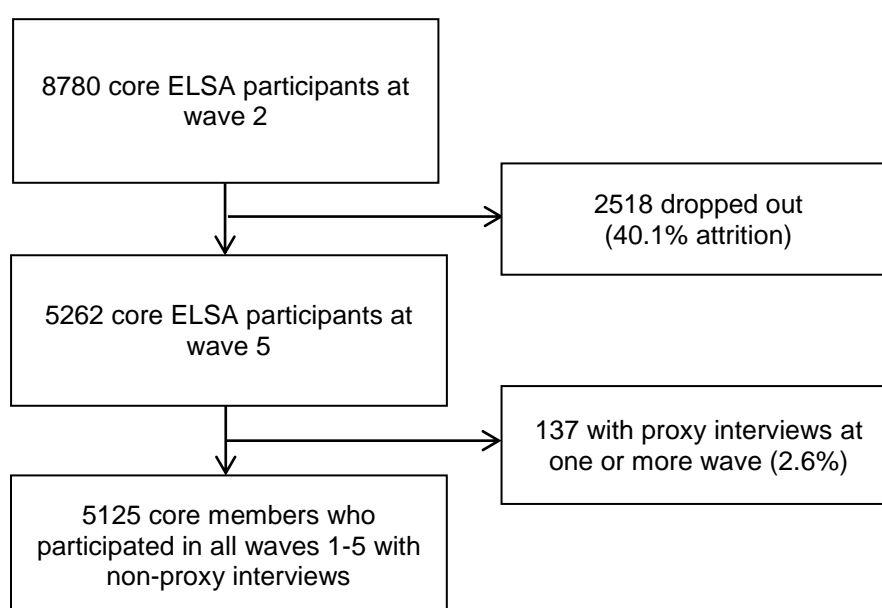 8780 core ELSA participants at
wave 2
2518 dropped out
(40.1% attrition)
5262 core ELSA participants at
wave 5
137 with proxy interviews at
one or more wave (2.6%)
5125 core members who
participated in all waves 1-5 with
non-proxy interviews